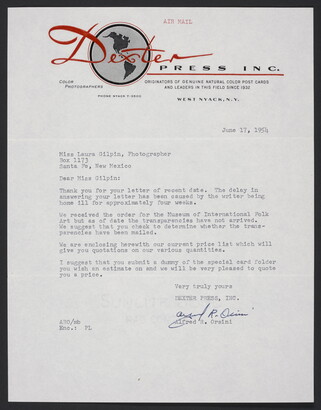 AIR MAIL
Dexter
PRESS INC.
COLOR
PHOTOGRAPHERS
ORIGINATORS OF GENUINE NATURAL COLOR POST CARDS
AND LEADERS IN THIS FIELD SINCE 1930
PHONE NYACK 7-
WEST NYACK, N.Y.
June 17, 1954
Miss Laura Gilpin, Photographer
Box 1173
Santa Fe, New Mexico
Dear Miss Gilpin:
Thank you for your letter of recent date. The delay in
answering your letter has been caused by the writer being
home ill for approximately four weeks.
We received the order for the Museum of International Folk
Art but as of date the transparencies have not arrived.
We suggest that you check to determine whether the trans-
parencies have been mailed.
We are enclosing herewith our current price list which will
give you quotations on our various quantities.
I suggest that you submit a dummy of the special card folder
you wish an estimate on and we will be very pleased to quote
you a price.
Very truly yours
DEXTER PRESS, INC.
Alfred R. Orsini
Encs.: PL